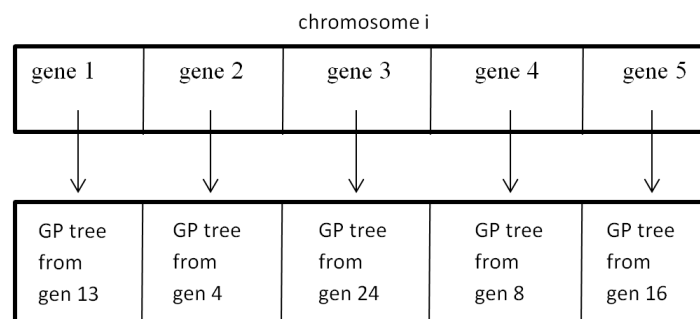 chromosome i
gene 1 gene 2 gene 3 gene 4 gene 5
GP tree GP tree GP tree GP tree GP tree
from from from from from
gen 13 gen 4 gen 24 gen 8 gen 16